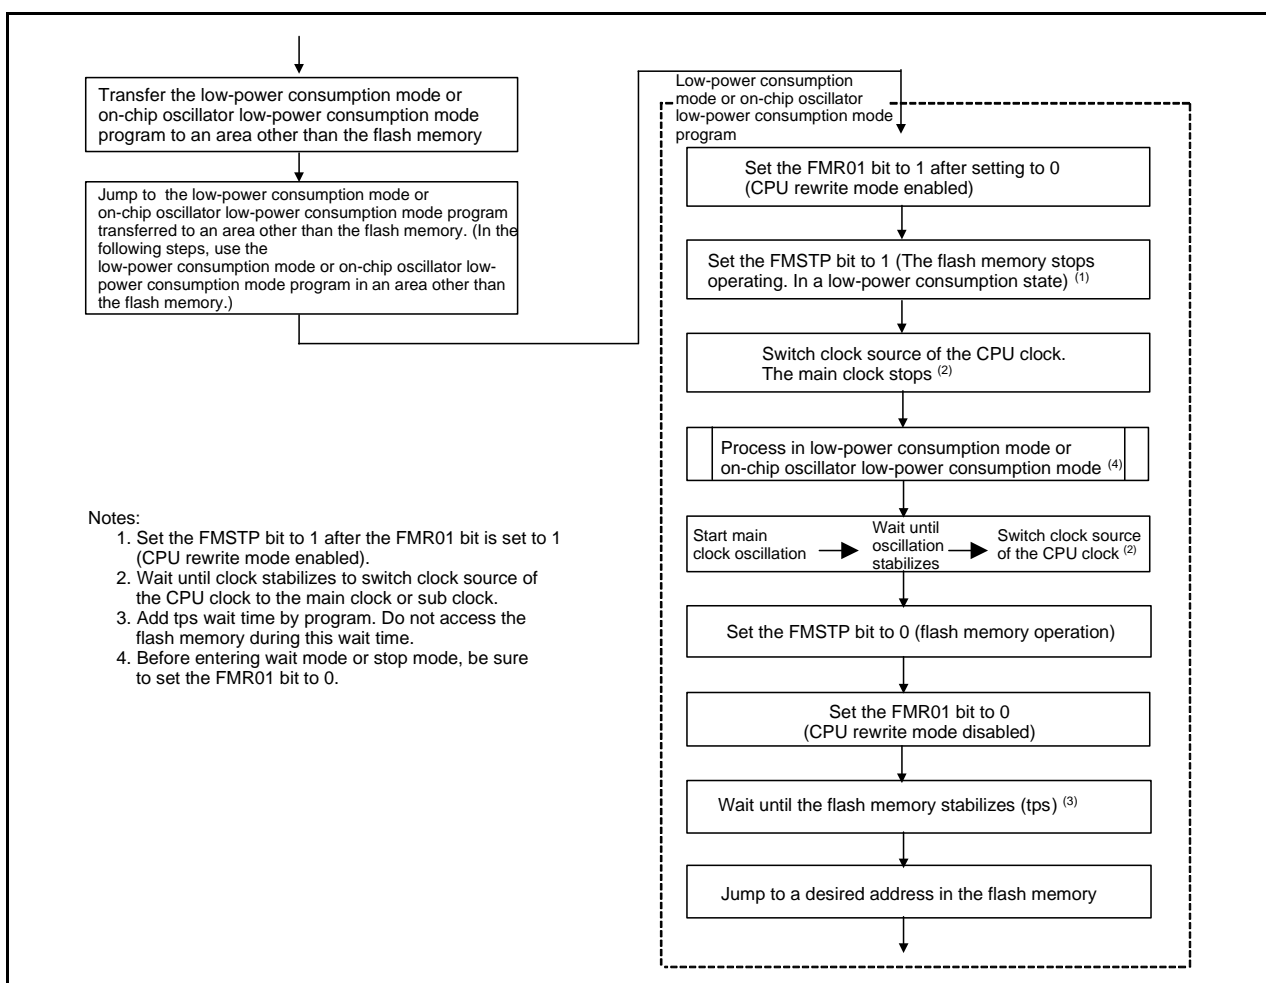 Transfer the low-power consumption mode or
on-chip oscillator low-power consumption mode
program to an area other than the flash memory
Jump to the low-power consumption mode or
on-chip oscillator low-power consumption mode program
transferred to an area other than the flash memory. (In the
following steps, use the
low-power consumption mode or on-chip oscillator low-
power consumption mode program in an area other than
the flash memory.)
Notes:
1. Set the FMSTP bit to 1 after the FMR01 bit is set to 1
(CPU rewrite mode enabled).
2. Wait until clock stabilizes to switch clock source of
the CPU clock to the main clock or sub clock.
3. Add tps wait time by program. Do not access the
flash memory during this wait time.
4. Before entering wait mode or stop mode, be sure
to set the FMR01 bit to 0.
Low-power consumption
mode or on-chip oscillator
low-power consumption mode
program
Set the FMR01 bit to 1 after setting to 0
(CPU rewrite mode enabled)
Set the FMSTP bit to 1 (The flash memory stops
operating. In a low-power consumption state) (1)
Switch clock source of the CPU clock.
The main clock stops (2)
Process in low-power consumption mode or
on-chip oscillator low-power consumption mode (4)
Start main
clock oscillation
Wait until
oscillation
stabilizes
Switch clock source
of the CPU clock (2)
Set the FMSTP bit to 0 (flash memory operation)
Set the FMR01 bit to 0
(CPU rewrite mode disabled)
Wait until the flash memory stabilizes (tps) (3)
Jump to a desired address in the flash memory